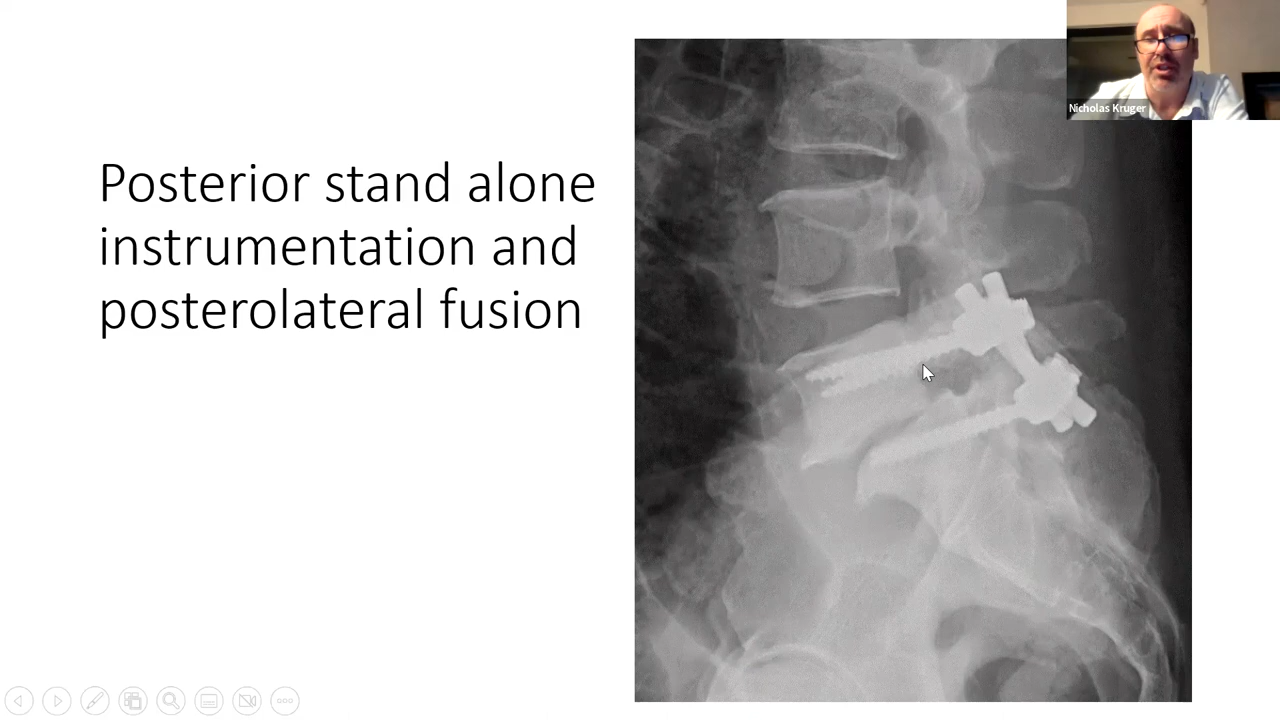 Posterior stand alone
instrumentation and
posterolateral fusion
Nicholas Kruger